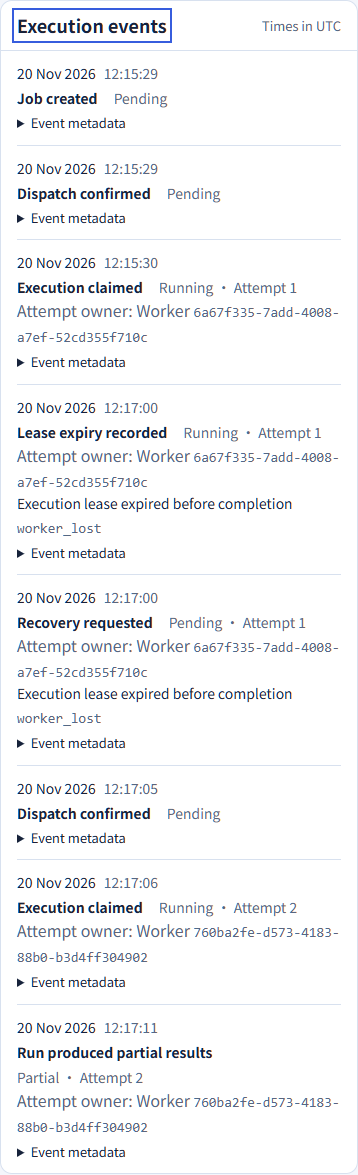 Execution events Times in UTC
20 Nov 2026 12:15:29
Job created Pending
▶ Event metadata
20 Nov 2026 12:15:29
Dispatch confirmed Pending
▶ Event metadata
20 Nov 2026 12:15:30
Execution claimed Running • Attempt 1
Attempt owner: Worker 6a67f335-7add-4008-
a7ef-52cd355f710c
▶ Event metadata
20 Nov 2026 12:17:00
Lease expiry recorded Running • Attempt 1
Attempt owner: Worker 6a67f335-7add-4008-
a7ef-52cd355f710c
Execution lease expired before completion
worker_lost
▶ Event metadata
20 Nov 2026 12:17:00
Recovery requested Pending • Attempt 1
Attempt owner: Worker 6a67f335-7add-4008-
a7ef-52cd355f710c
Execution lease expired before completion
worker_lost
▶ Event metadata
20 Nov 2026 12:17:05
Dispatch confirmed Pending
▶ Event metadata
20 Nov 2026 12:17:06
Execution claimed Running • Attempt 2
Attempt owner: Worker 760ba2fe-d573-4183-
88b0-b3d4ff304902
▶ Event metadata
20 Nov 2026 12:17:11
Run produced partial results
Partial • Attempt 2
Attempt owner: Worker 760ba2fe-d573-4183-
88b0-b3d4ff304902
▶ Event metadata